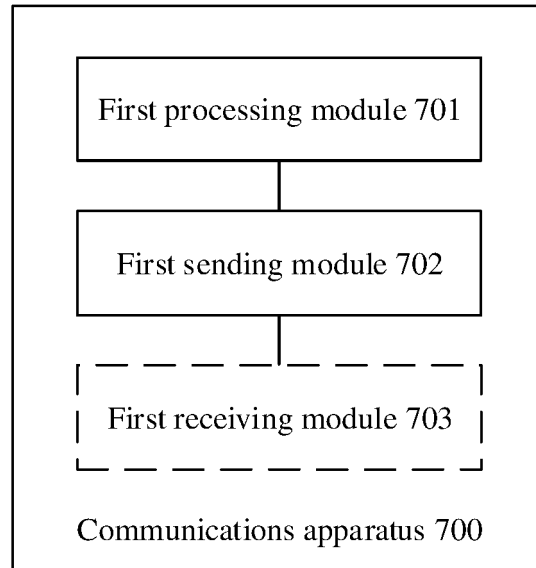 First processing module 701
First sending module 702
First receiving module 703
Communications apparatus 700